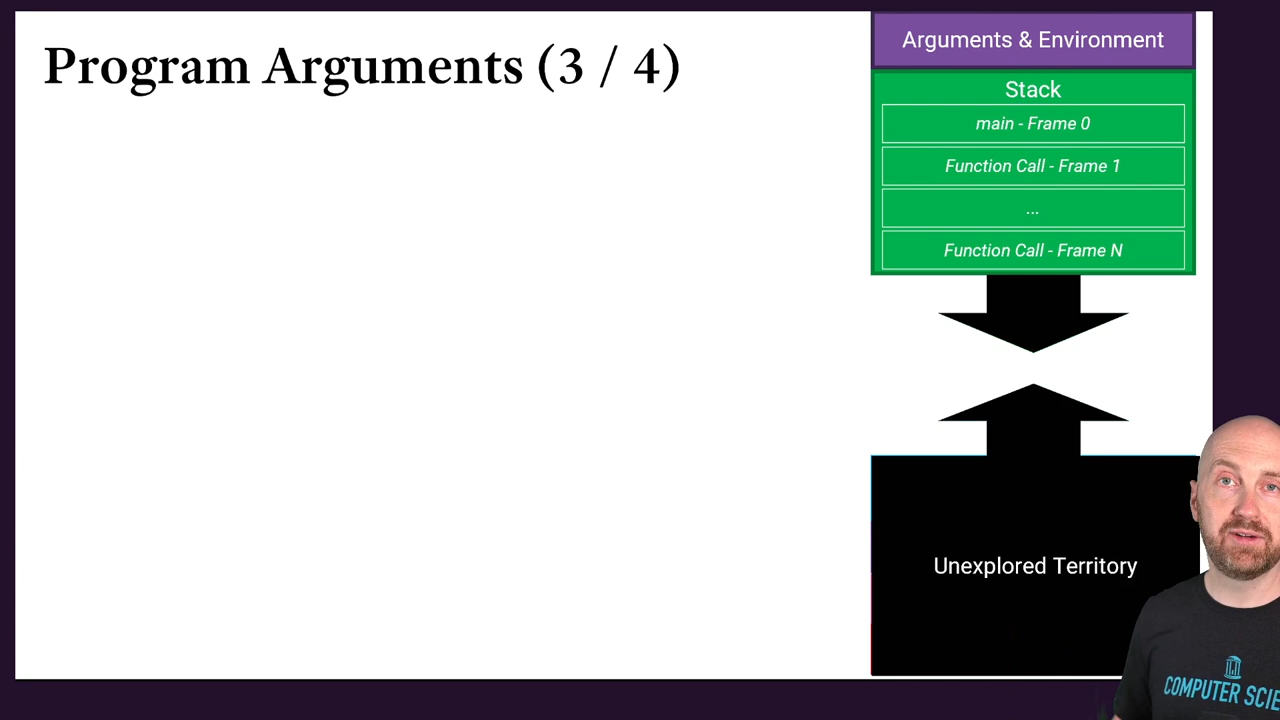 Program Arguments (3 / 4)
Arguments & Environment
Stack
main - Frame 0
Function Call - Frame 1
...
Function Call - Frame N
Unexplored Territory
COMPUTER